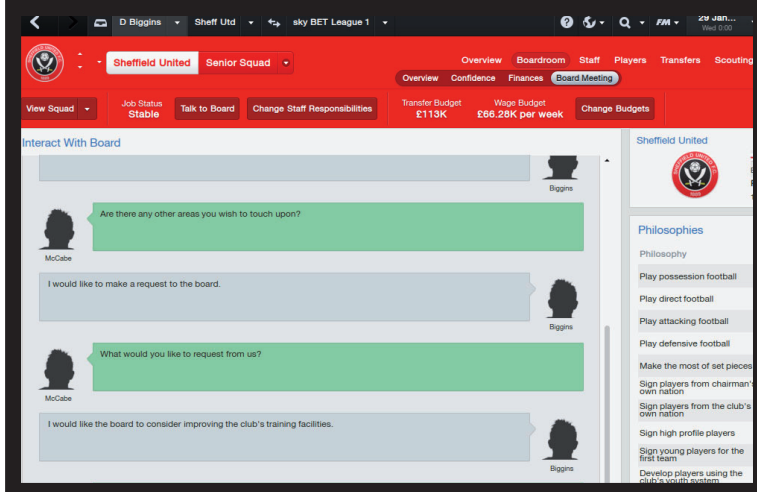 D Biggins
Sheff Utd
sky BET League 1
FM
29 Jan...
Wed 0:00
Sheffield United
Senior Squad
Overview Boardroom Staff Players Transfers Scouting
Overview Confidence Finances Board Meeting
View Squad
Job Status
Stable
Talk to Board
Change Staff Responsibilities
Transfer Budget
£113K
Wage Budget
£66.28K per week
Change Budgets
Interact With Board
Biggins
Are there any other areas you wish to touch upon?
McCabe
I would like to make a request to the board.
Biggins
What would you like to request from us?
McCabe
I would like the board to consider improving the club's training facilities.
Biggins
Sheffield United
Philosophies
Philosophy
Play possession football
Play direct football
Play attacking football
Play defensive football
Make the most of set pieces
Sign players from chairman's
own nation
Sign players from the club's
own nation
Sign high profile players
Sign young players for the
first team
Develop players using the
club's youth system